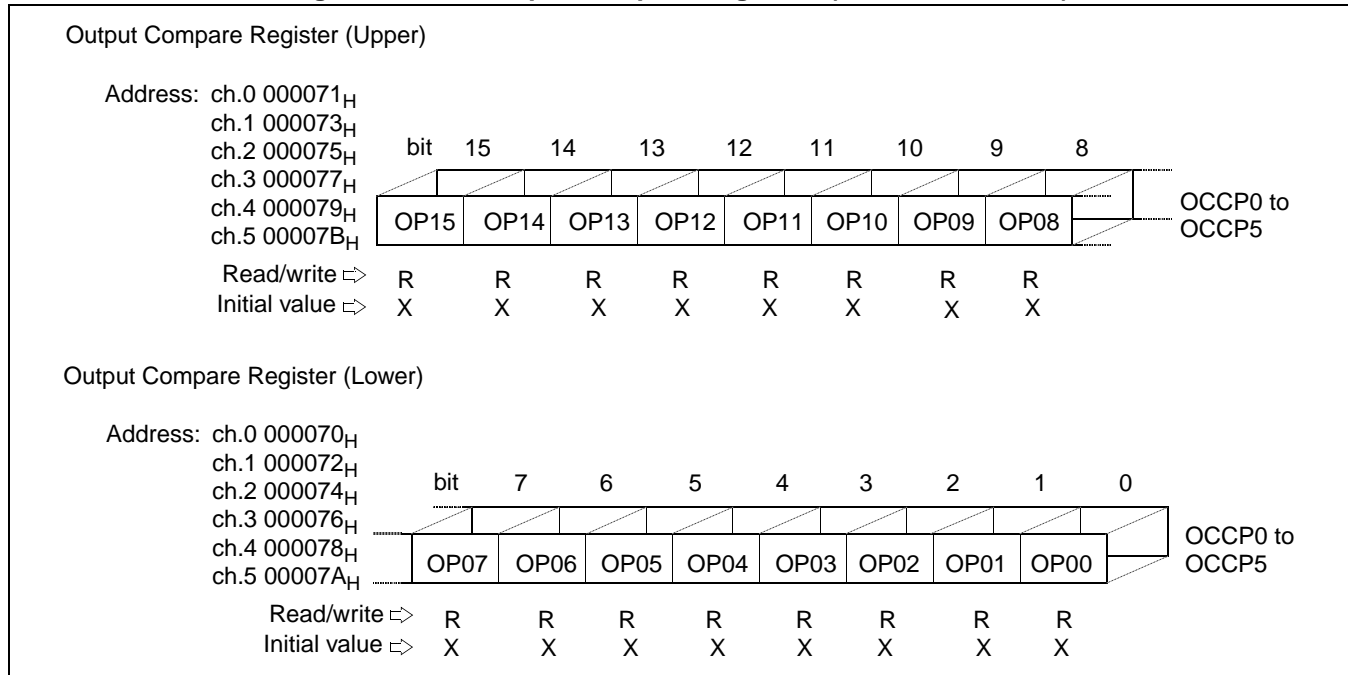 Output Compare Register (Upper)
Address: ch.0 000071H
ch.1 000073H
ch.2 000075H
ch.3 000077H
ch.4 000079H
ch.5 00007BH
bit 15 14 13 12 11 10 9 8
OP15 OP14 OP13 OP12 OP11 OP10 OP09 OP08
OCCP0 to
OCCP5
Read/write ⇨ R R R R R R R R
Initial value ⇨ X X X X X X X X
Output Compare Register (Lower)
Address: ch.0 000070H
ch.1 000072H
ch.2 000074H
ch.3 000076H
ch.4 000078H
ch.5 00007AH
bit 7 6 5 4 3 2 1 0
OP07 OP06 OP05 OP04 OP03 OP02 OP01 OP00
OCCP0 to
OCCP5
Read/write ⇨ R R R R R R R R
Initial value ⇨ X X X X X X X X